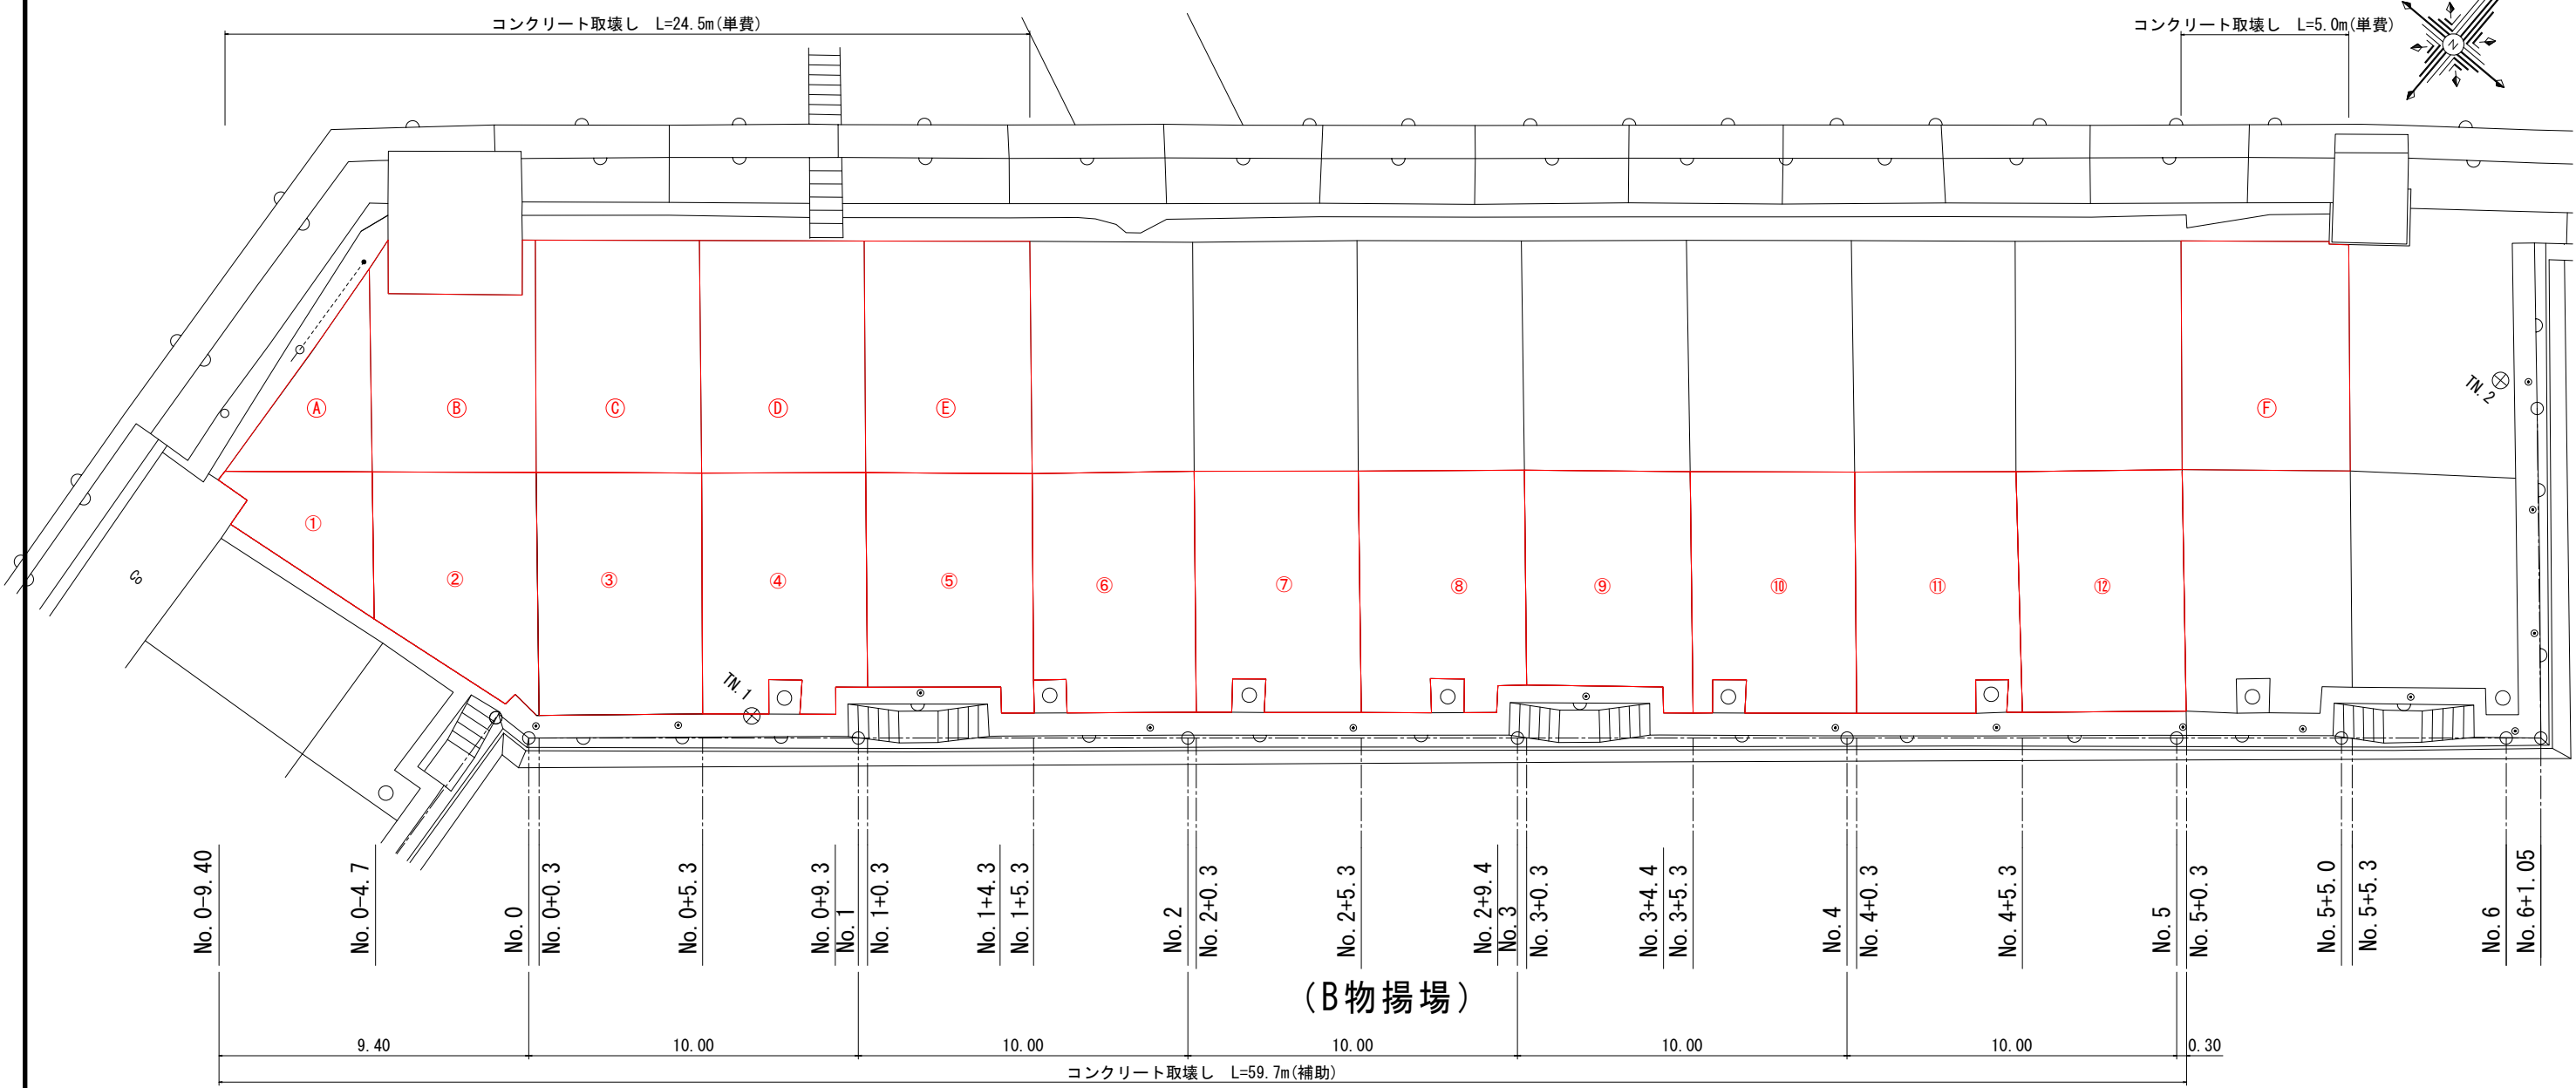 コンクリート取壊し L=24.5m(単費)
コンクリート取壊し L=5.0m(単費)
N
TN.2
Ⓐ
Ⓑ
Ⓒ
Ⓓ
Ⓔ
Ⓕ
①
②
③
④
⑤
⑥
⑦
⑧
⑨
⑩
⑪
⑫
Co
TN.1
No.0-9.40
No.0-4.7
No.0
No.0+0.3
No.0+5.3
No.0+9.3
No.1
No.1+0.3
No.1+4.3
No.1+5.3
No.2
No.2+0.3
No.2+5.3
No.2+9.4
No.3
No.3+0.3
No.3+4.4
No.3+5.3
No.4
No.4+0.3
No.4+5.3
No.5
No.5+0.3
No.5+5.0
No.5+5.3
No.6
No.6+1.05
(B物揚場)
9.40
10.00
10.00
10.00
10.00
10.00
0.30
コンクリート取壊し L=59.7m(補助)